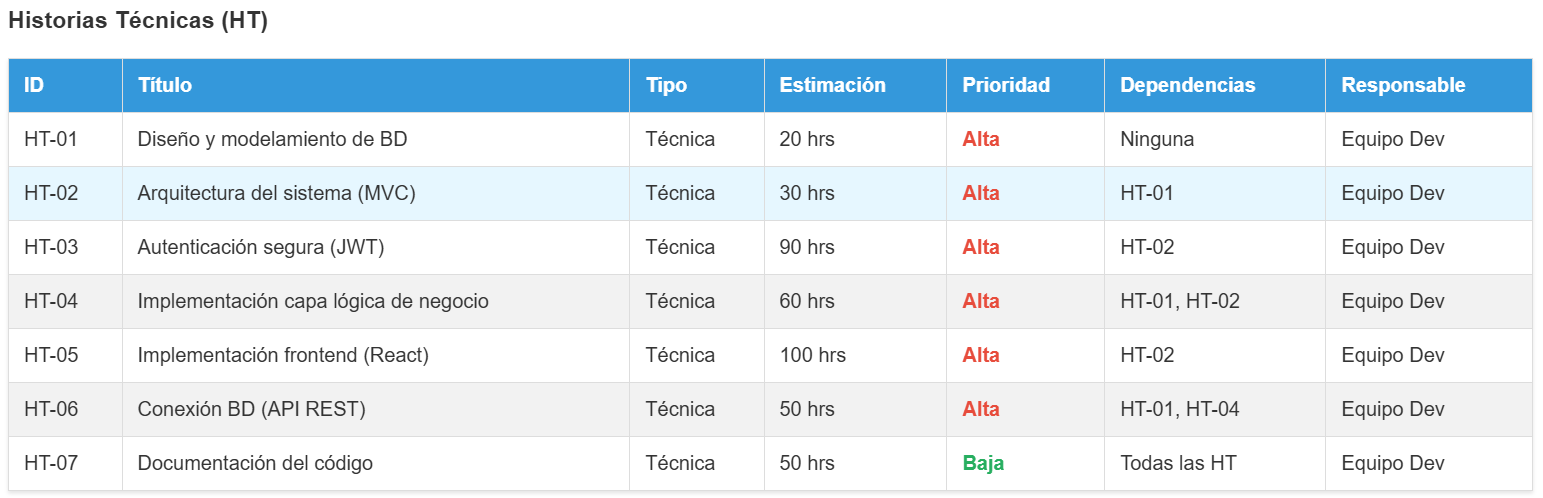 Historias Técnicas (HT)
ID Título Tipo Estimación Prioridad Dependencias Responsable
HT-01 Diseño y modelamiento de BD Técnica 20 hrs Alta Ninguna Equipo Dev
HT-02 Arquitectura del sistema (MVC) Técnica 30 hrs Alta HT-01 Equipo Dev
HT-03 Autenticación segura (JWT) Técnica 90 hrs Alta HT-02 Equipo Dev
HT-04 Implementación capa lógica de negocio Técnica 60 hrs Alta HT-01, HT-02 Equipo Dev
HT-05 Implementación frontend (React) Técnica 100 hrs Alta HT-02 Equipo Dev
HT-06 Conexión BD (API REST) Técnica 50 hrs Alta HT-01, HT-04 Equipo Dev
HT-07 Documentación del código Técnica 50 hrs Baja Todas las HT Equipo Dev